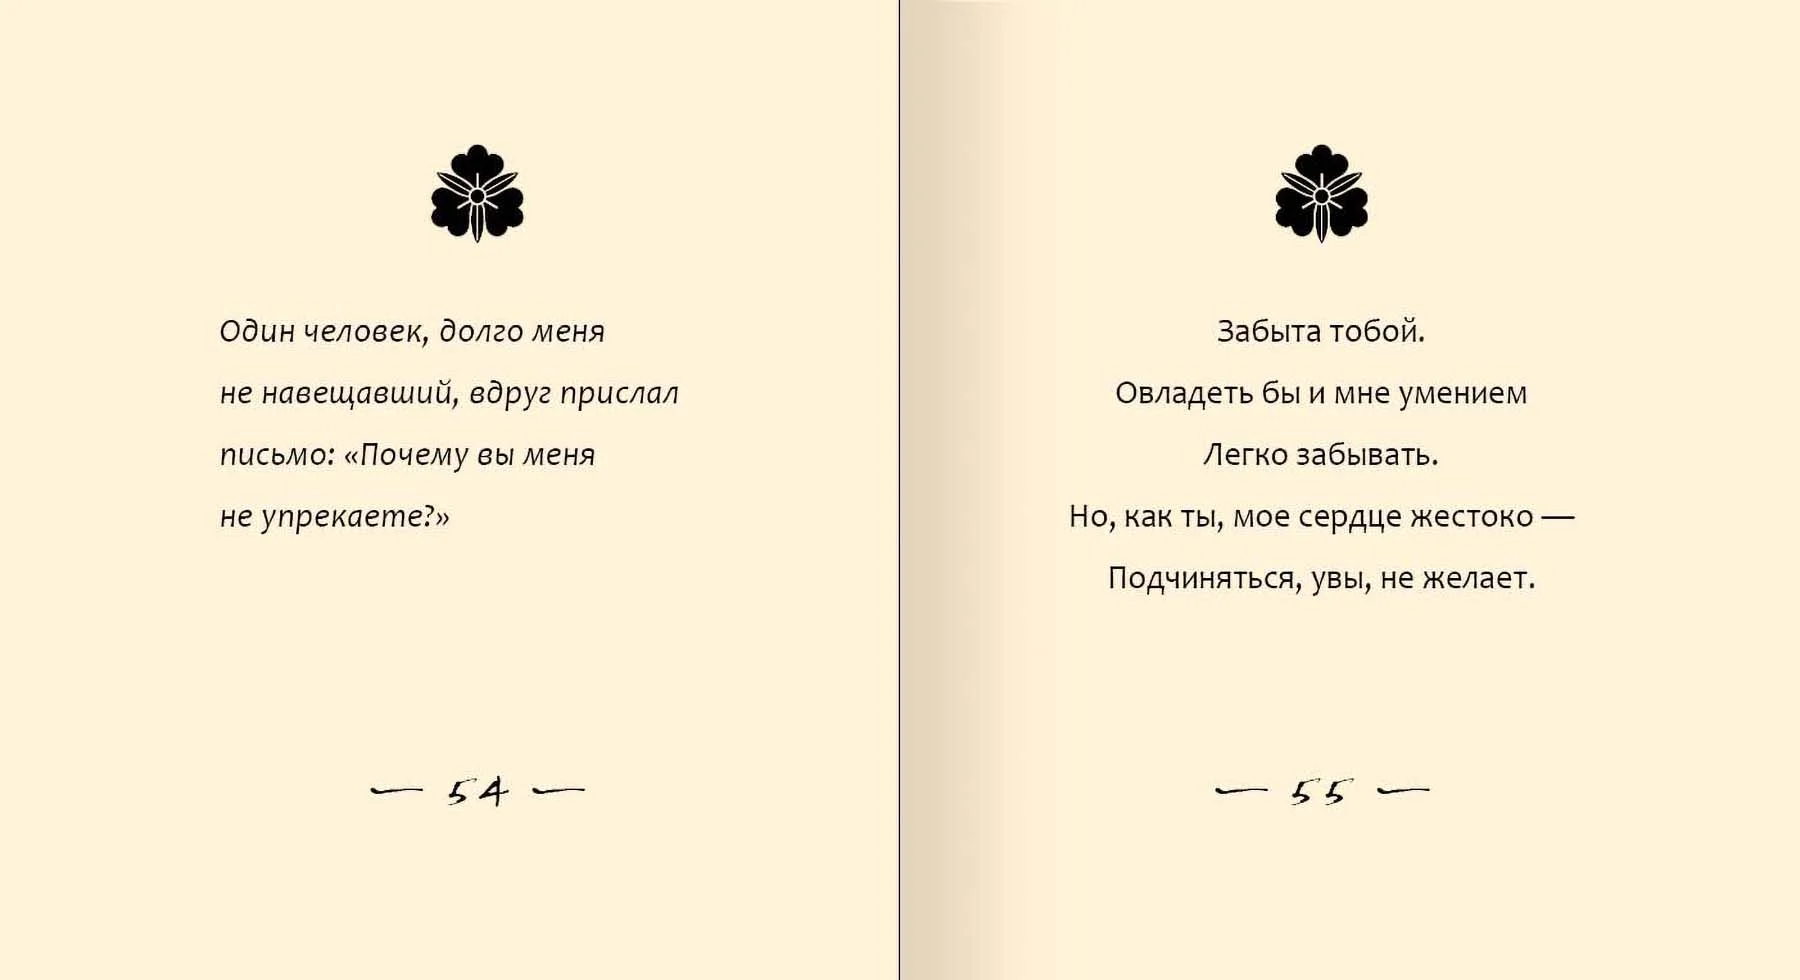 Один человек, долго меня
не навещавший, вдруг прислал
письмо: «Почему вы меня
не упрекаете?»
— 54 —
Забыта тобой.
Овладеть бы и мне умением
Легко забывать.
Но, как ты, мое сердце жестоко —
Подчиняться, увы, не желает.
— 55 —